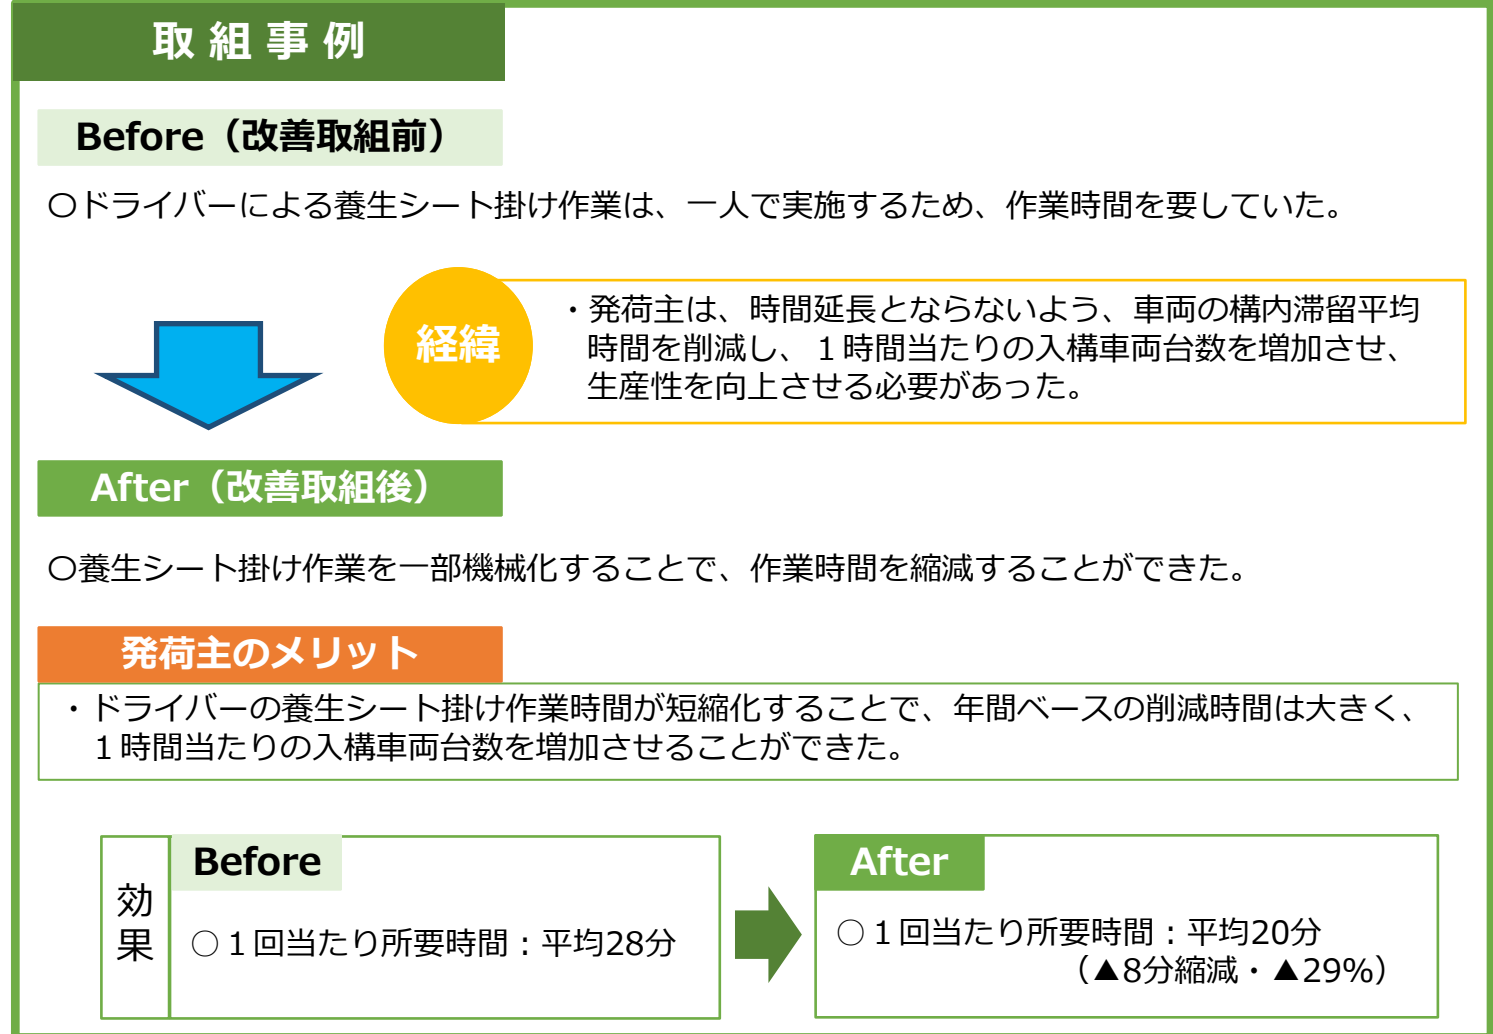 取組事例
Before（改善取組前）
〇ドライバーによる養生シート掛け作業は、一人で実施するため、作業時間を要していた。
経緯
・発荷主は、時間延長とならないよう、車両の構内滞留平均
時間を削減し、１時間当たりの入構車両台数を増加させ、
生産性を向上させる必要があった。
After（改善取組後）
〇養生シート掛け作業を一部機械化することで、作業時間を縮減することができた。
発荷主のメリット
・ドライバーの養生シート掛け作業時間が短縮化することで、年間ベースの削減時間は大きく、
１時間当たりの入構車両台数を増加させることができた。
効果
Before
○１回当たり所要時間：平均28分
After
○１回当たり所要時間：平均20分
（▲8分縮減・▲29%）